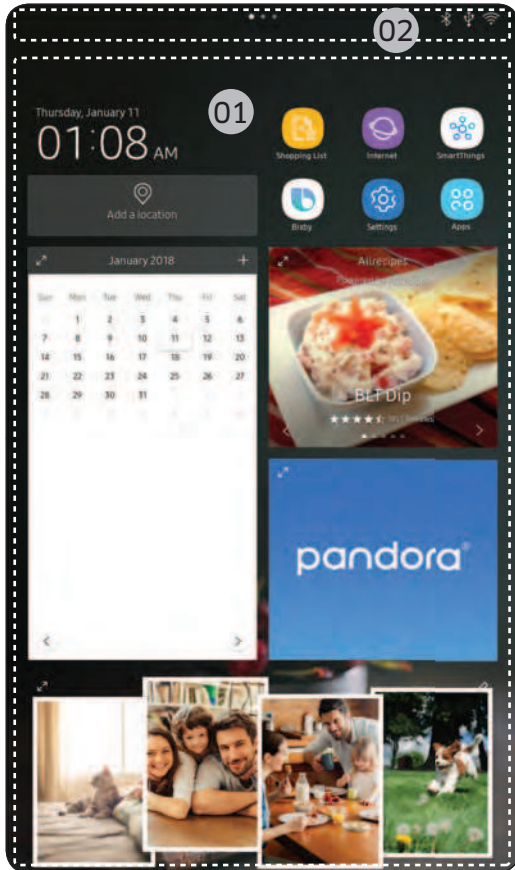 02
01
Thursday, January 11
01:08 AM
Shopping List
Internet
SmartThings
Add a location
Bixby
Settings
Apps
January 2018 +
Allrecipes
Sun Mon Tue Wed Thu Fri Sat
1 2 3 4 5 6
7 8 9 10 11 12 13
14 15 16 17 18 19 20
21 22 23 24 25 26 27
28 29 30 31
BLT Dip
pandora®